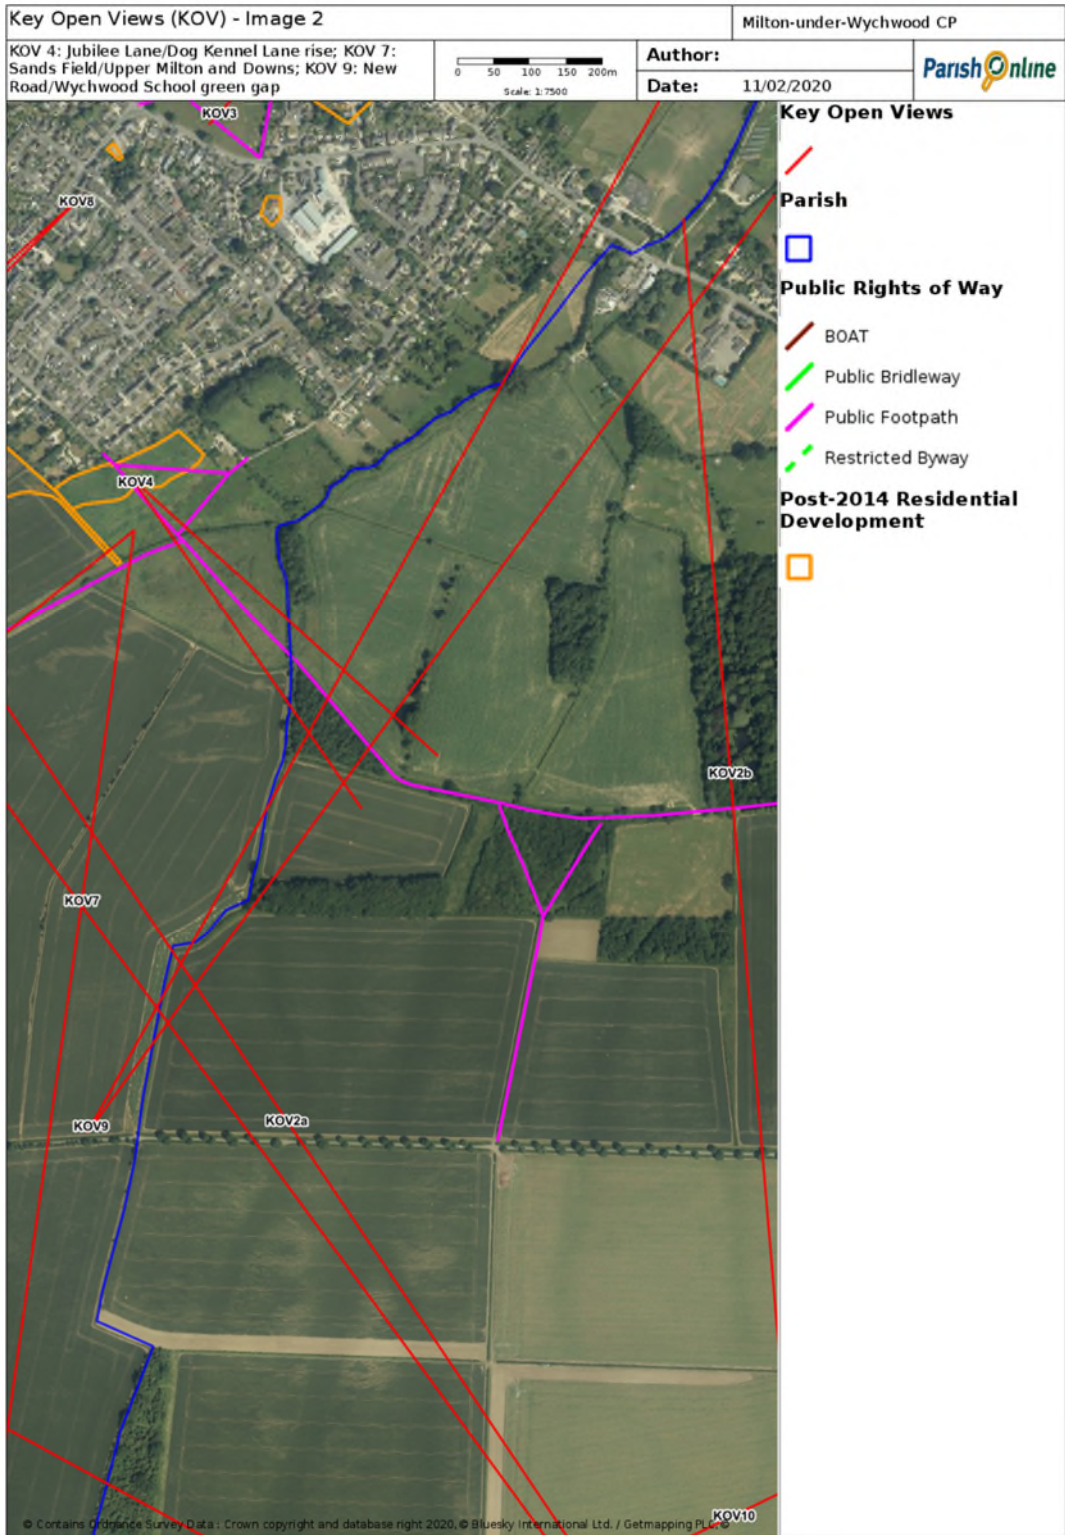 Key Open Views (KOV) - Image 2
Milton-under-Wychwood CP
KOV 4: Jubilee Lane/Dog Kennel Lane rise; KOV 7:
Sands Field/Upper Milton and Downs; KOV 9: New
Road/Wychwood School green gap
0 50 100 150 200m
Scale: 1:7500
Author:
Date: 11/02/2020
Parish Online
Key Open Views
Parish
Public Rights of Way
BOAT
Public Bridleway
Public Footpath
Restricted Byway
Post-2014 Residential
Development
KOV3
KOV8
KOV4
KOV2b
KOV7
KOV9
KOV2a
KOV10
© Contains Ordnance Survey Data : Crown copyright and database right 2020, © Bluesky International Ltd. / Getmapping PLC, ©